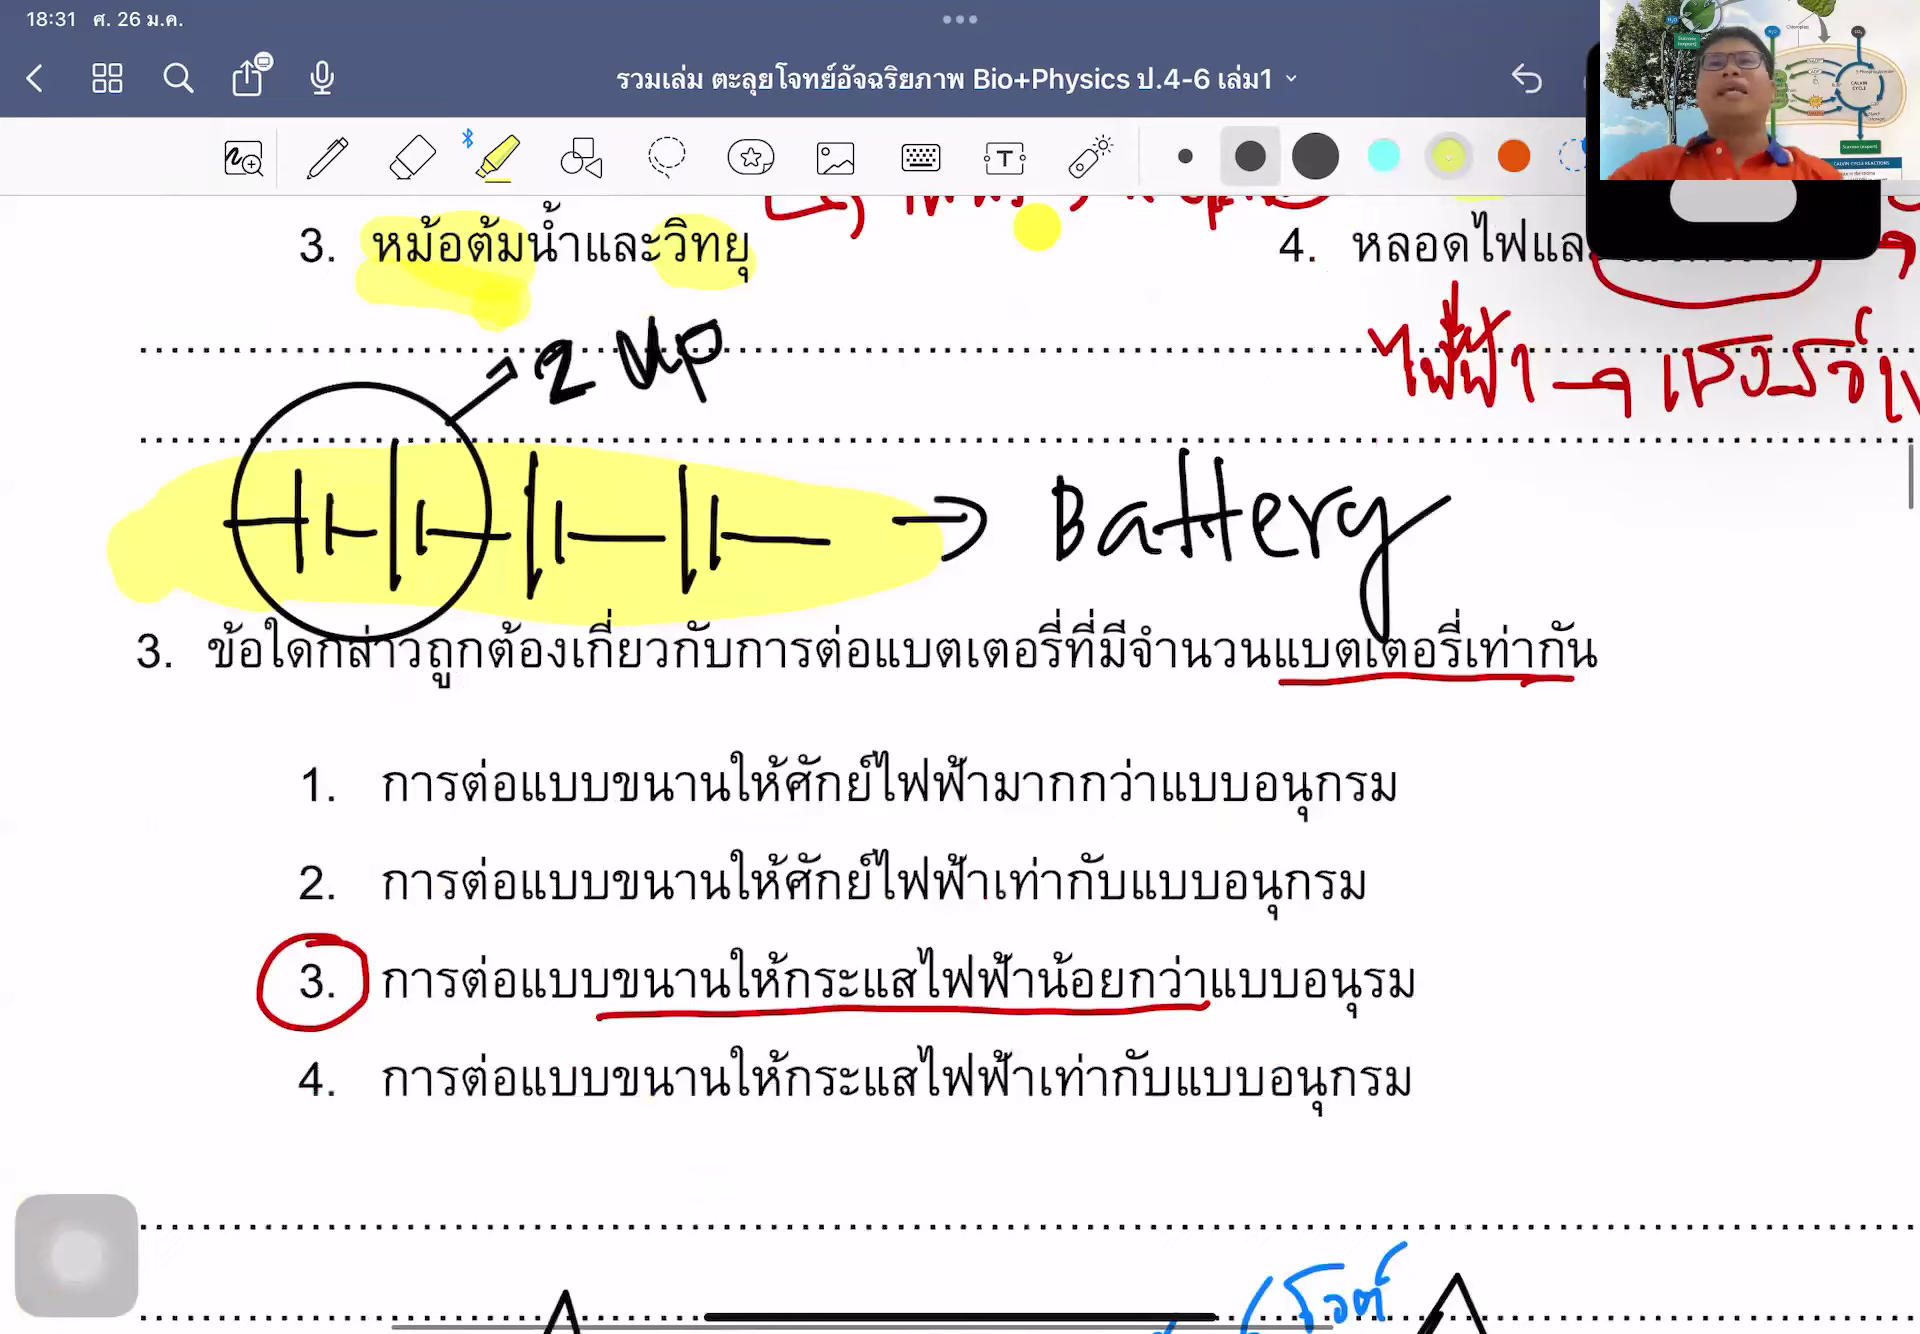 18:31 ศ. 26 ม.ค.
รวมเล่ม ตะลุยโจทย์อัจฉริยภาพ Bio+Physics ป.4-6 เล่ม1
3. หม้อต้มน้ำและวิทยุ
4. หลอดไฟและ
2 up
ไฟฟ้า → แรงโน้
Battery
3. ข้อใดกล่าวถูกต้องเกี่ยวกับการต่อแบตเตอรี่ที่มีจำนวนแบตเตอรี่เท่ากัน
1. การต่อแบบขนานให้ศักย์ไฟฟ้ามากกว่าแบบอนุกรม
2. การต่อแบบขนานให้ศักย์ไฟฟ้าเท่ากับแบบอนุกรม
3. การต่อแบบขนานให้กระแสไฟฟ้าน้อยกว่าแบบอนุรม
4. การต่อแบบขนานให้กระแสไฟฟ้าเท่ากับแบบอนุกรม
โวต์